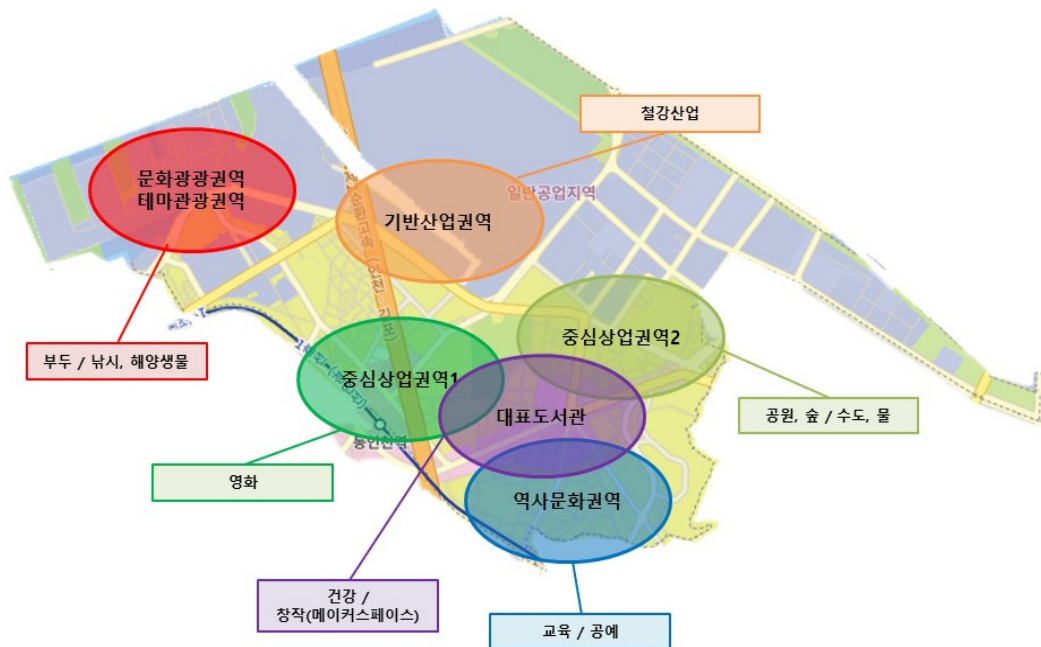 철강산업
문화광광권역
테마관광권역
기반산업권역
일반공업지역
중심상업권역2
부두 / 낚시, 해양생물
중심상업권역1
대표도서관
공원, 숲 / 수도, 물
동인천역
영화
역사문화권역
건강 /
창작(메이커스페이스)
교육 / 공예